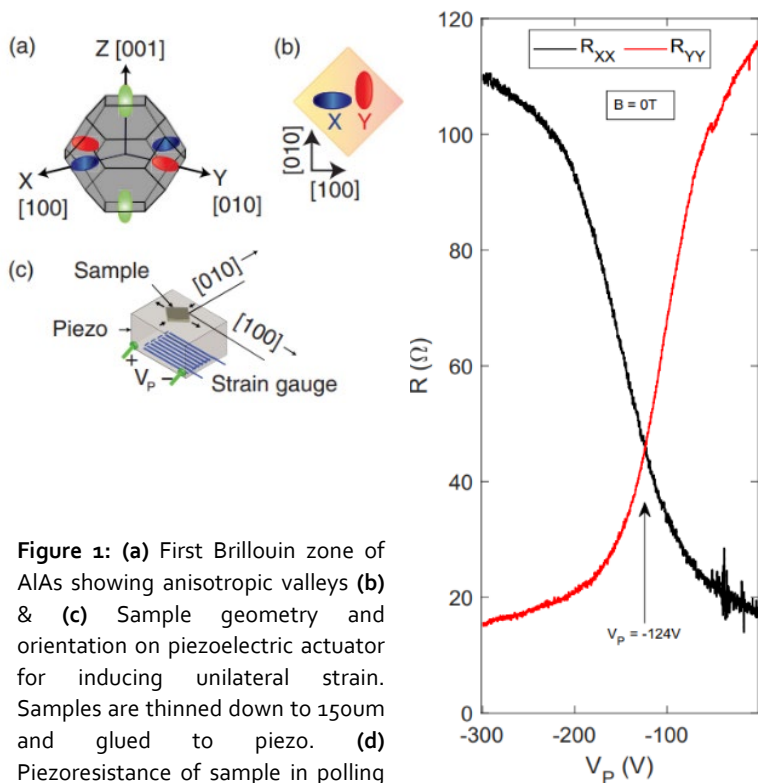 (a)
Z [001]
X
[100]
Y
[010]
(b)
X Y
[010]
[100]
(c)
Sample
[010]
Piezo
[100]
+
V_P –
Strain gauge
Figure 1: (a) First Brillouin zone of
AlAs showing anisotropic valleys (b)
& (c) Sample geometry and
orientation on piezoelectric actuator
for inducing unilateral strain.
Samples are thinned down to 150um
and glued to piezo. (d)
Piezoresistance of sample in polling
R_XX R_YY
B = 0T
120
100
80
60
40
20
0
R (Ω)
V_P = -124V
-300 -200 -100 0
V_P (V)